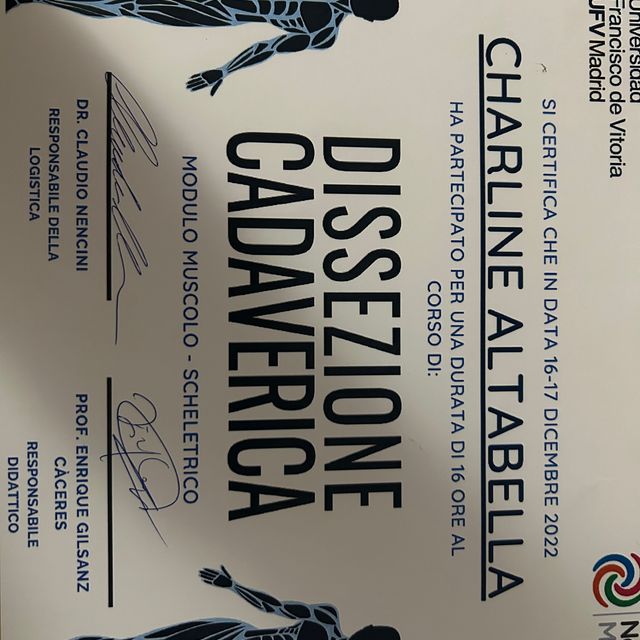 Universidad
Francisco de Vitoria
UFV Madrid
SI CERTIFICA CHE IN DATA 16-17 DICEMBRE 2022
CHARLINE ALTABELLA
HA PARTECIPATO PER UNA DURATA DI 16 ORE AL
CORSO DI:
DISSEZIONE
CADAVERICA
MODULO MUSCOLO - SCHELETRICO
DR. CLAUDIO NENCINI
RESPONSABILE DELLA
LOGISTICA
PROF. ENRIQUE GILSANZ
CÁCERES
RESPONSABILE
DIDATTICO